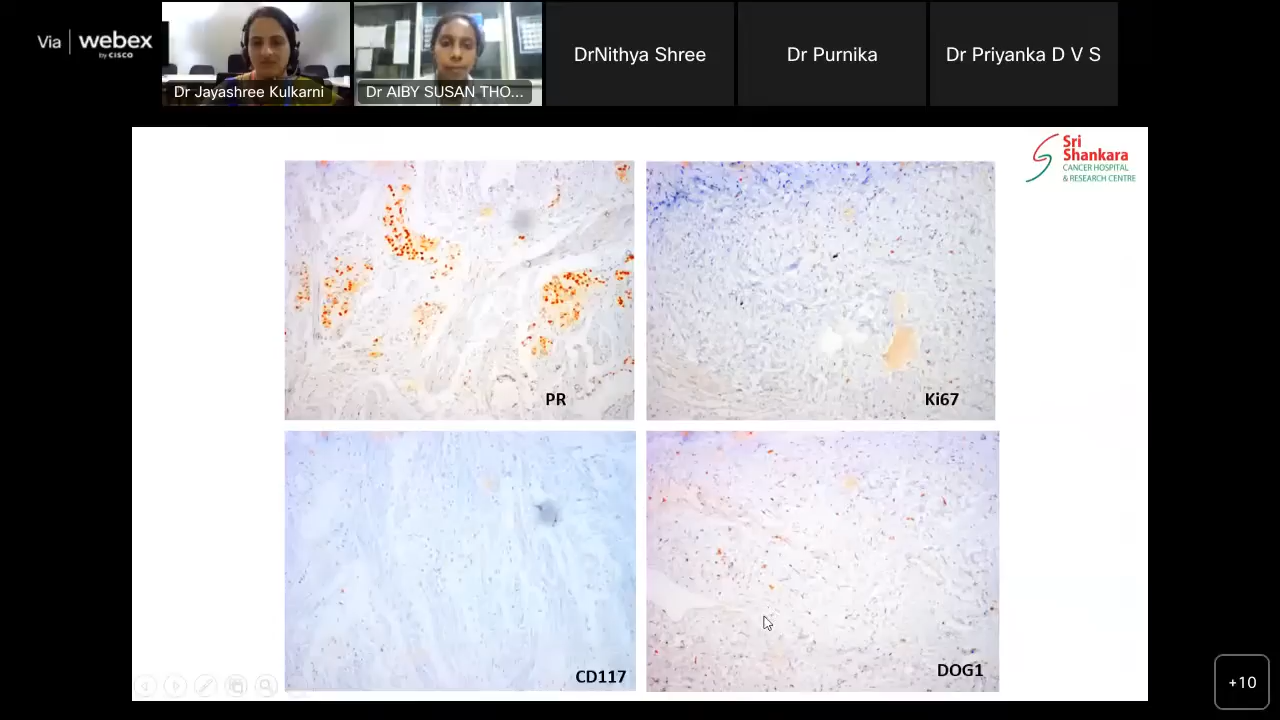 Via | webex
by CISCO
Dr Jayashree Kulkarni
Dr AIBY SUSAN THO...
DrNithya Shree
Dr Purnika
Dr Priyanka D V S
Sri
Shankara
CANCER HOSPITAL
& RESEARCH CENTRE
PR
Ki67
CD117
DOG1
+10